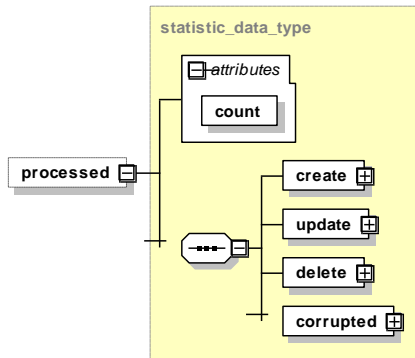 statistic_data_type
attributes
count
processed
create
update
delete
corrupted